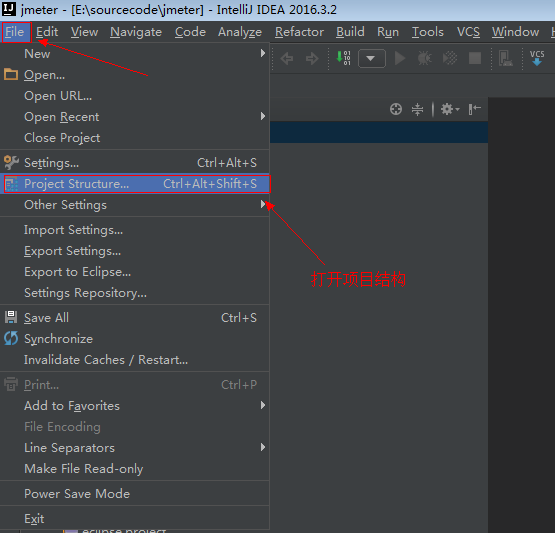 jmeter - [E:\sourcecode\jmeter] - IntelliJ IDEA 2016.3.2
File Edit View Navigate Code Analyze Refactor Build Run Tools VCS Window
New
Open...
Open URL...
Open Recent
Close Project
Settings... Ctrl+Alt+S
Project Structure... Ctrl+Alt+Shift+S
Other Settings
Import Settings...
Export Settings...
Export to Eclipse...
Settings Repository...
Save All Ctrl+S
Synchronize
Invalidate Caches / Restart...
Print... Ctrl+P
Add to Favorites
File Encoding
Line Separators
Make File Read-only
Power Save Mode
Exit
VCS
打开项目结构
eclipse.project